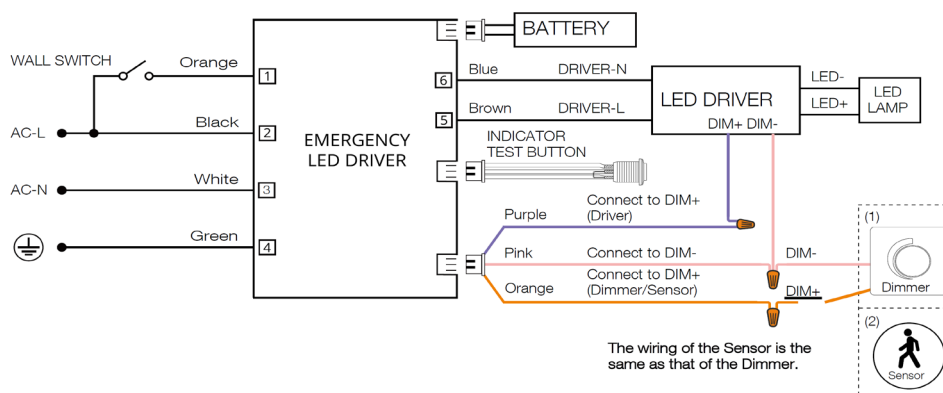 BATTERY
WALL SWITCH
Orange
1
6
Blue
DRIVER-N
LED DRIVER
DIM+ DIM-
LED-
LED+
LED
LAMP
Black
AC-L
2
5
Brown
DRIVER-L
EMERGENCY
LED DRIVER
INDICATOR
TEST BUTTON
White
AC-N
3
Green
4
Purple
Connect to DIM+
(Driver)
Pink
Connect to DIM-
DIM-
Orange
Connect to DIM+
(Dimmer/Sensor)
DIM+
(1)
Dimmer
(2)
Sensor
The wiring of the Sensor is the
same as that of the Dimmer.